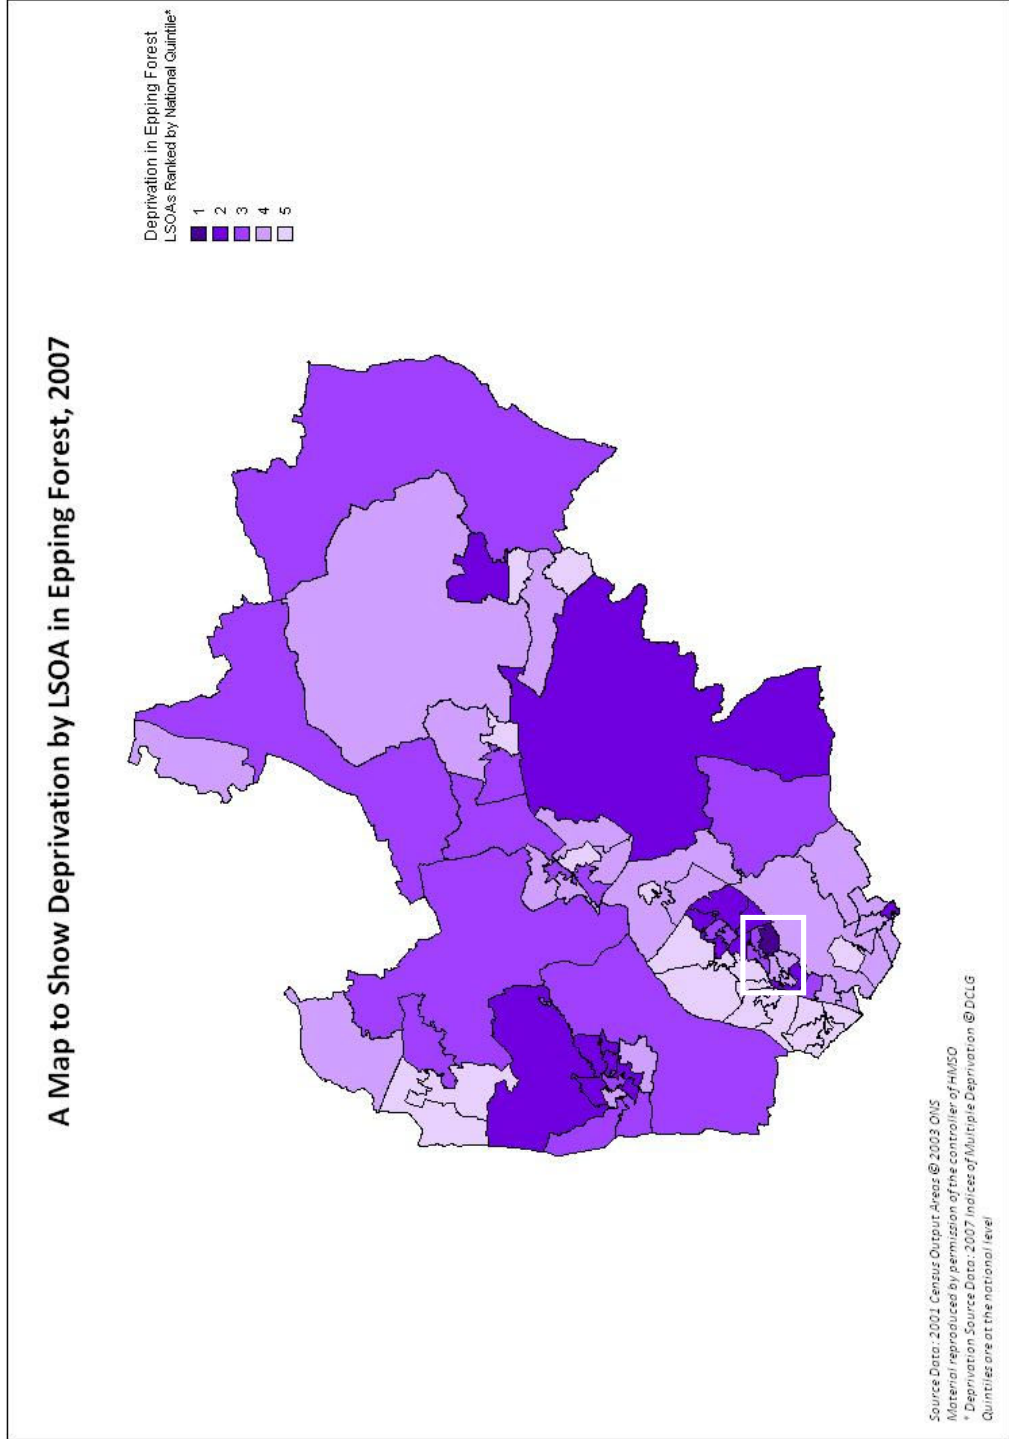 A Map to Show Deprivation by LSOA in Epping Forest, 2007
Deprivation in Epping Forest
LSOAs Ranked by National Quintile*
1
2
3
4
5
Source Data: 2001 Census Output Areas © 2003 ONS
Material reproduced by permission of the controller of HMSO
* Deprivation Source Data: 2007 Indices of Multiple Deprivation © DCLG
Quintiles are at the national level